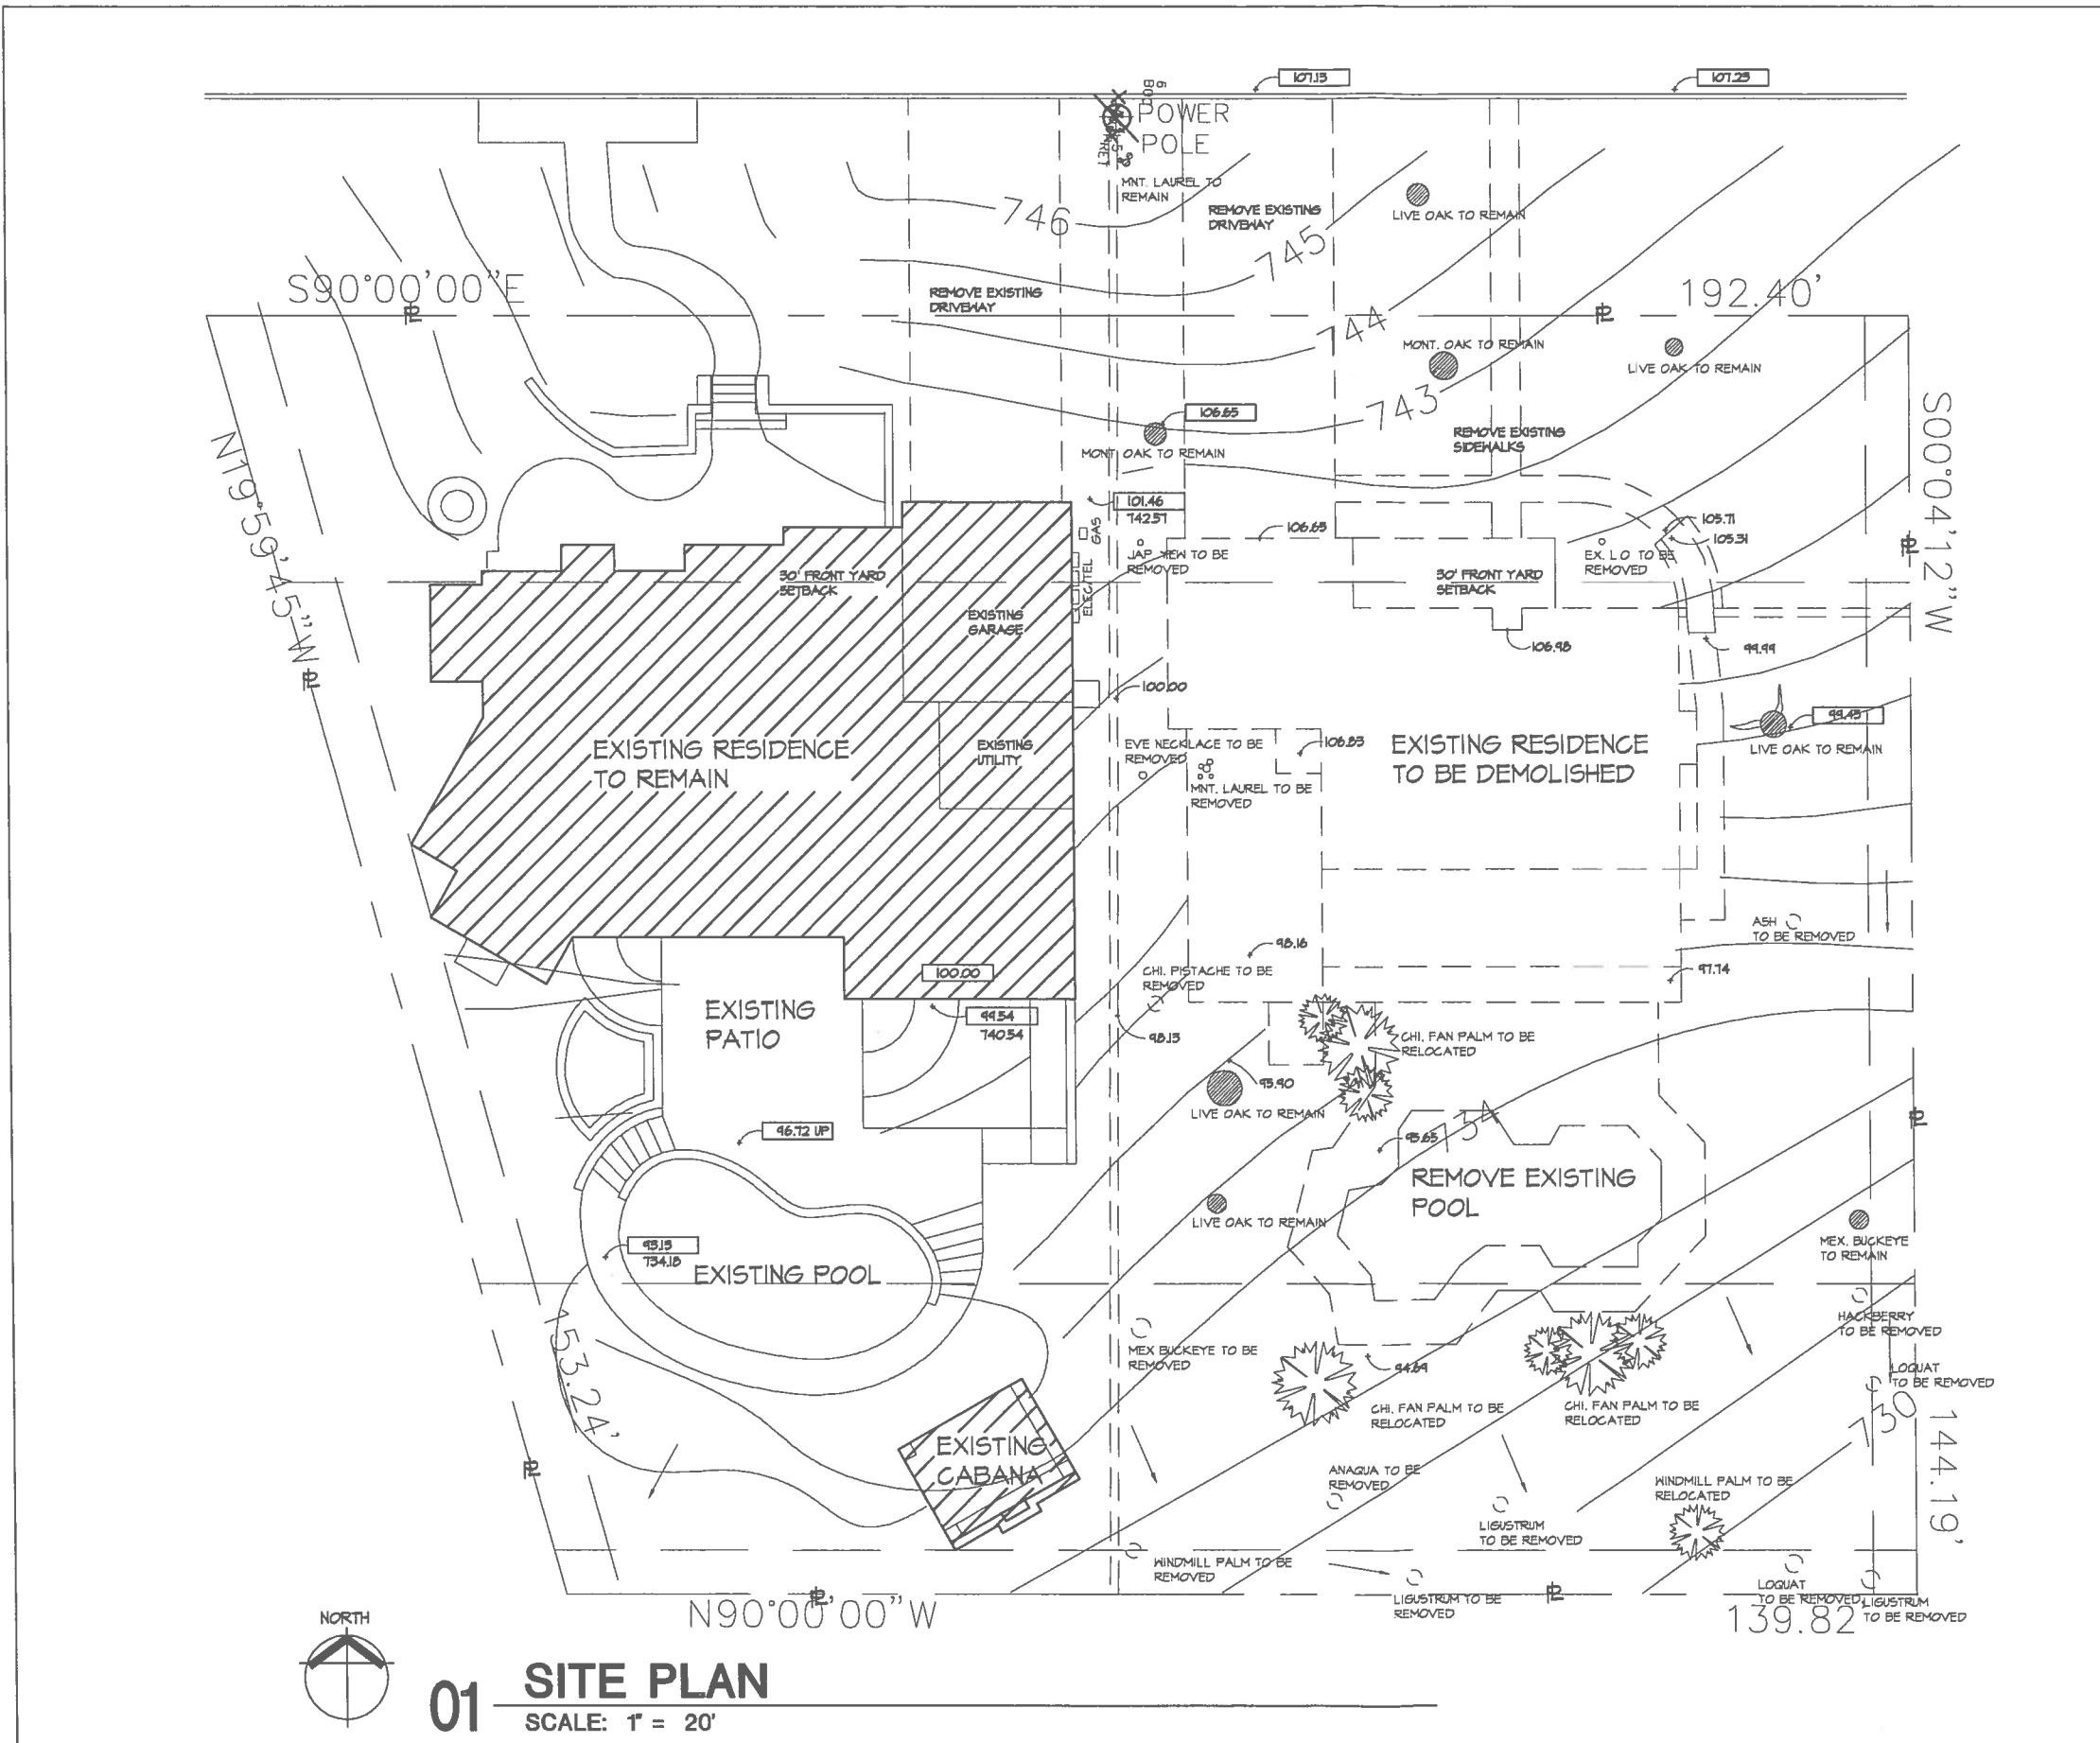 107.13
107.23
POWER
POLE
MNT. LAUREL TO
REMAIN
REMOVE EXISTING
DRIVEWAY
LIVE OAK TO REMAIN
746
745
744
743
S90°00'00"E
192.40'
REMOVE EXISTING
DRIVEWAY
MONT. OAK TO REMAIN
LIVE OAK TO REMAIN
106.65
MONT. OAK TO REMAIN
REMOVE EXISTING
SIDEWALKS
N19°59'45"W
S00°04'12"W
101.46
742.57
GAS
ELEC/TEL
106.65
105.71
105.31
JAP. YEW TO BE
REMOVED
EX. L.O TO BE
REMOVED
30' FRONT YARD
SETBACK
30' FRONT YARD
SETBACK
EXISTING
GARAGE
106.98
99.99
100.00
99.45
LIVE OAK TO REMAIN
EXISTING RESIDENCE
TO REMAIN
EXISTING
UTILITY
EVE NECKLACE TO BE
REMOVED
106.83
MNT. LAUREL TO BE
REMOVED
EXISTING RESIDENCE
TO BE DEMOLISHED
ASH
TO BE REMOVED
98.16
97.74
CHI. PISTACHE TO BE
REMOVED
100.00
99.54
740.54
98.13
EXISTING
PATIO
CHI. FAN PALM TO BE
RELOCATED
95.90
LIVE OAK TO REMAIN
734
95.65
96.72 UP
REMOVE EXISTING
POOL
LIVE OAK TO REMAIN
MEX. BUCKEYE
TO REMAIN
93.15
734.18
EXISTING POOL
HACKBERRY
TO BE REMOVED
MEX BUCKEYE TO BE
REMOVED
94.69
LOQUAT
TO BE REMOVED
153.24'
CHI. FAN PALM TO BE
RELOCATED
CHI. FAN PALM TO BE
RELOCATED
730
144.19'
EXISTING
CABANA
ANAQUA TO BE
REMOVED
WINDMILL PALM TO BE
RELOCATED
LIGUSTRUM
TO BE REMOVED
WINDMILL PALM TO BE
REMOVED
LIGUSTRUM TO BE
REMOVED
LOQUAT
TO BE REMOVED
LIGUSTRUM
TO BE REMOVED
N90°00'00"W
139.82
NORTH
01
SITE PLAN
SCALE: 1" = 20'